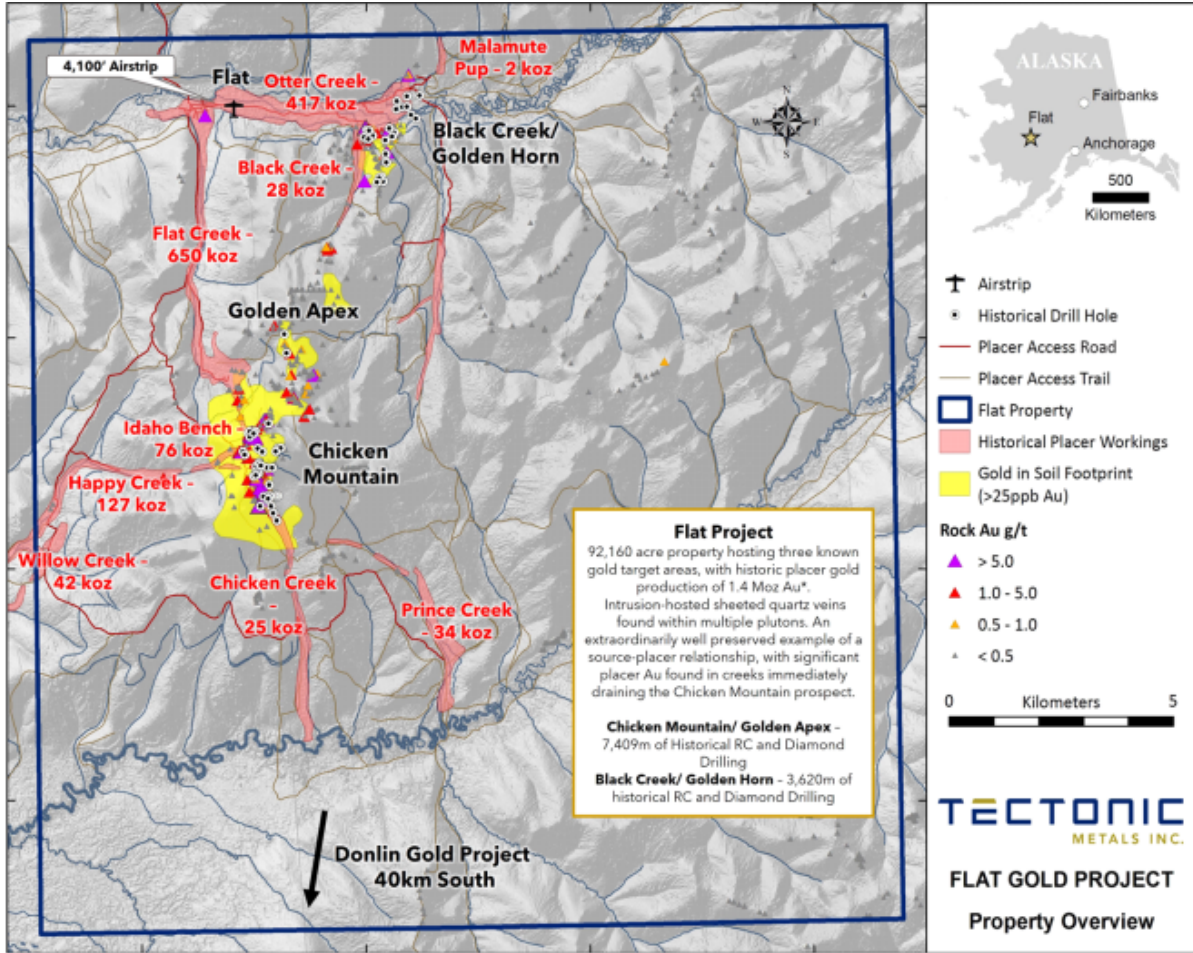 4,100' Airstrip
Flat
Otter Creek –
417 koz
Malamute
Pup – 2 koz
Black Creek/
Golden Horn
Black Creek –
28 koz
Flat Creek –
650 koz
Golden Apex
Idaho Bench –
76 koz
Chicken
Mountain
Happy Creek –
127 koz
Willow Creek –
42 koz
Chicken Creek
–
25 koz
Prince Creek
– 34 koz
Donlin Gold Project
40km South
N
W
E
S
Flat Project
92,160 acre property hosting three known
gold target areas, with historic placer gold
production of 1.4 Moz Au*.
Intrusion-hosted sheeted quartz veins
found within multiple plutons. An
extraordinarily well preserved example of a
source-placer relationship, with significant
placer Au found in creeks immediately
draining the Chicken Mountain prospect.
Chicken Mountain/ Golden Apex –
7,409m of Historical RC and Diamond
Drilling
Black Creek/ Golden Horn – 3,620m of
historical RC and Diamond Drilling
ALASKA
Fairbanks
Flat
Anchorage
500
Kilometers
Airstrip
Historical Drill Hole
Placer Access Road
Placer Access Trail
Flat Property
Historical Placer Workings
Gold in Soil Footprint
(>25ppb Au)
Rock Au g/t
> 5.0
1.0 - 5.0
0.5 - 1.0
< 0.5
0 Kilometers 5
TECTONIC
METALS INC.
FLAT GOLD PROJECT
Property Overview